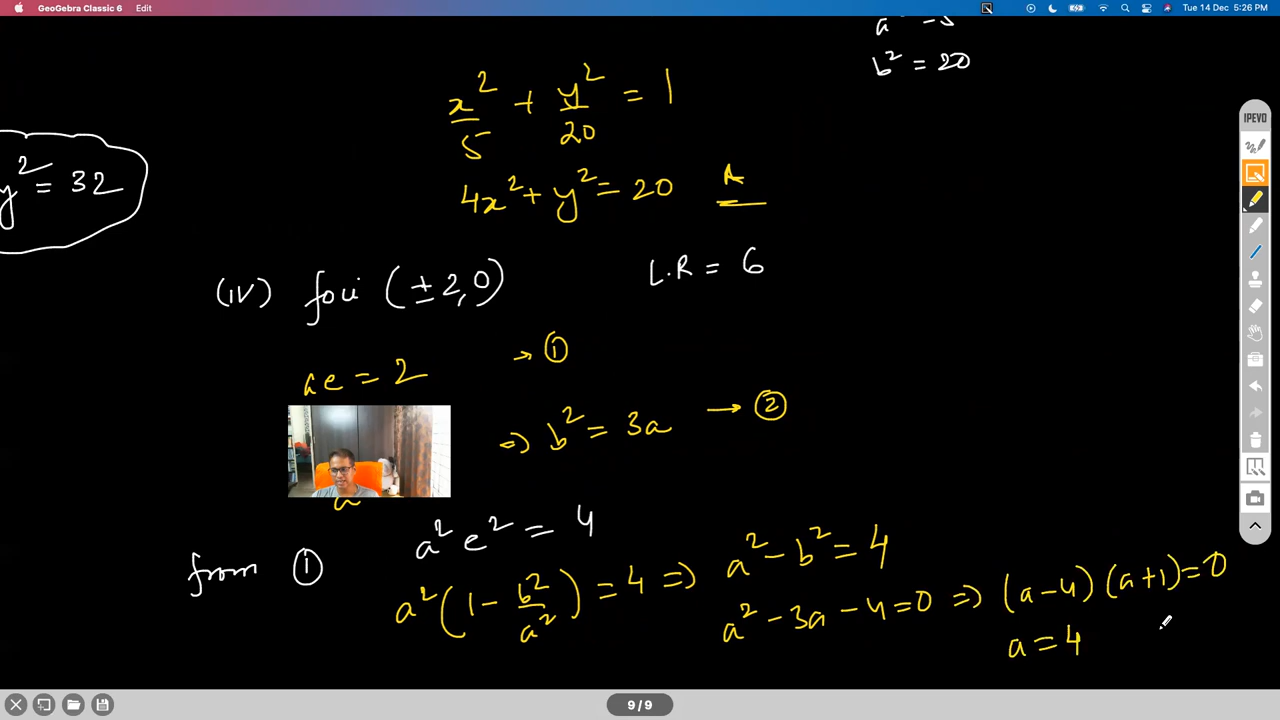 GeoGebra Classic 6 Edit Tue 14 Dec 5:26 PM
b² = 20
x²/5 + y²/20 = 1
y² = 32
4x² + y² = 20 A
(iv) foci (±2,0) L.R = 6
ae = 2 → ①
⇒ b² = 3a → ②
a
from ① a²e² = 4
a²(1 - b²/a²) = 4 ⇒ a² - b² = 4
a² - 3a - 4 = 0 ⇒ (a-4)(a+1) = 0
a = 4
IPEVO
9/9